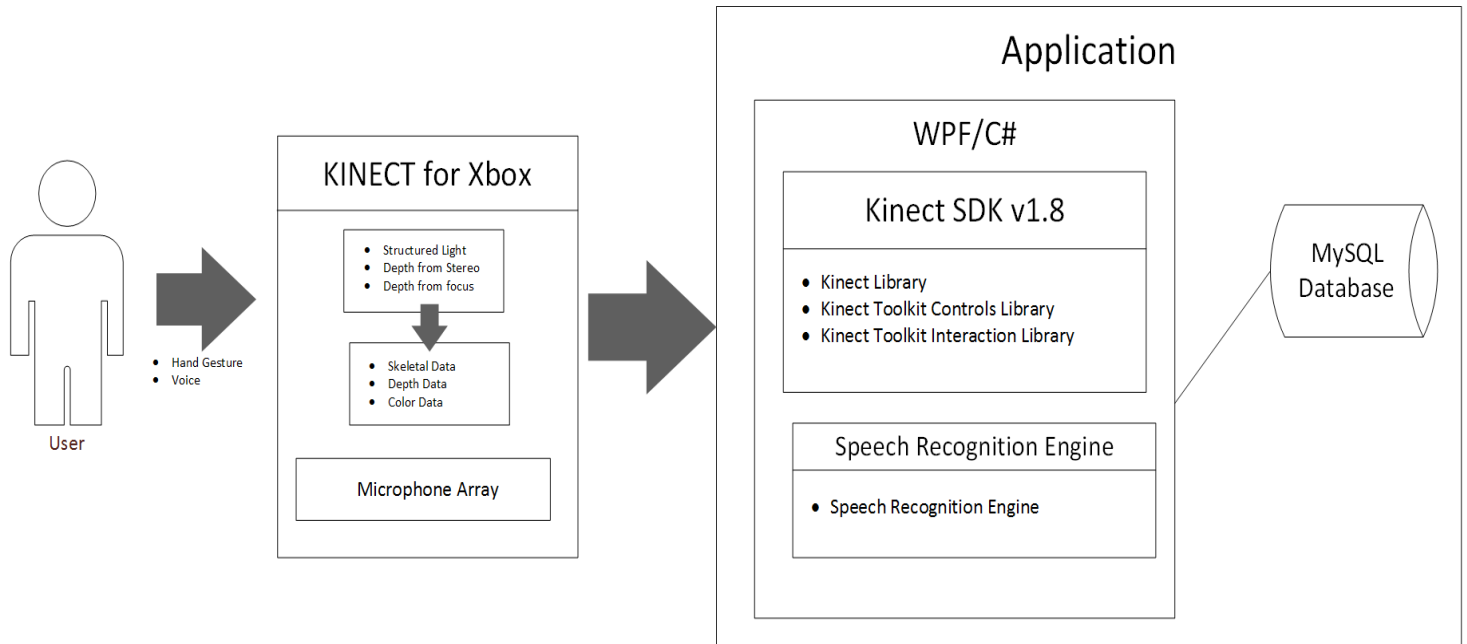 User
• Hand Gesture
• Voice
KINECT for Xbox
• Structured Light
• Depth from Stereo
• Depth from focus
• Skeletal Data
• Depth Data
• Color Data
Microphone Array
Application
WPF/C#
Kinect SDK v1.8
• Kinect Library
• Kinect Toolkit Controls Library
• Kinect Toolkit Interaction Library
Speech Recognition Engine
• Speech Recognition Engine
MySQL
Database